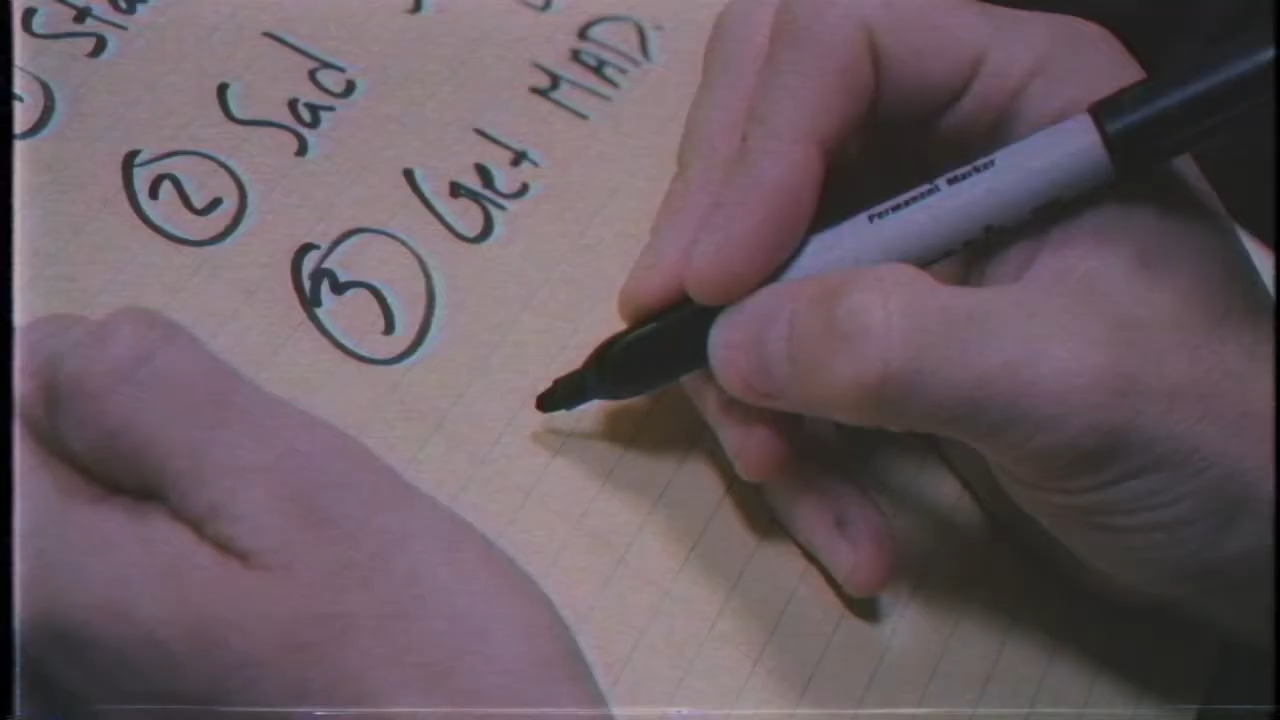 ② Sad
③ Get MAD.
Permanent Marker